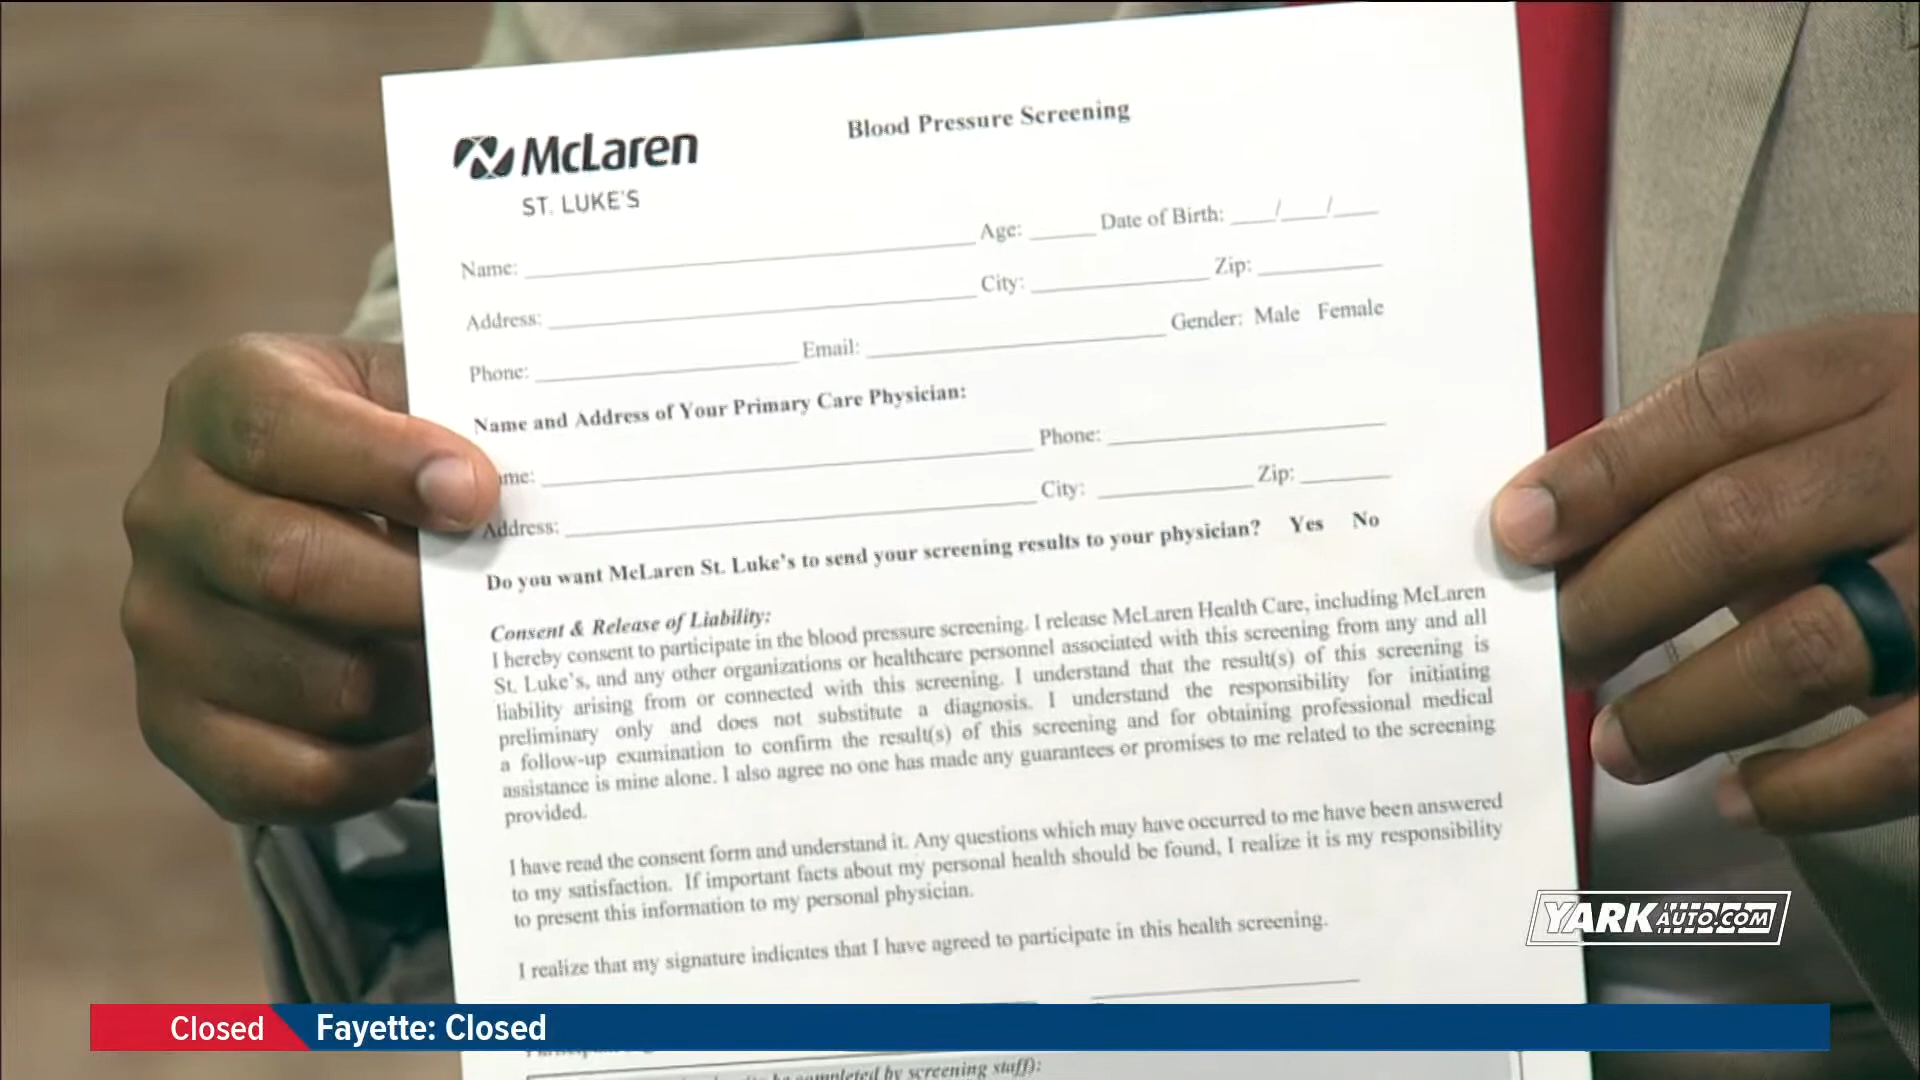 Blood Pressure Screening
McLaren
ST. LUKE'S
Name: Age: Date of Birth: / /
Address: City: Zip:
Phone: Email: Gender: Male Female
Name and Address of Your Primary Care Physician:
me: Phone:
Address: City: Zip:
Do you want McLaren St. Luke's to send your screening results to your physician? Yes No
Consent & Release of Liability:
I hereby consent to participate in the blood pressure screening. I release McLaren Health Care, including McLaren
St. Luke's, and any other organizations or healthcare personnel associated with this screening from any and all
liability arising from or connected with this screening. I understand that the result(s) of this screening is
preliminary only and does not substitute a diagnosis. I understand the responsibility for initiating
a follow-up examination to confirm the result(s) of this screening and for obtaining professional medical
assistance is mine alone. I also agree no one has made any guarantees or promises to me related to the screening
provided.
I have read the consent form and understand it. Any questions which may have occurred to me have been answered
to my satisfaction. If important facts about my personal health should be found, I realize it is my responsibility
to present this information to my personal physician.
I realize that my signature indicates that I have agreed to participate in this health screening.
YARKAUTO.COM
Closed Fayette: Closed
completed by screening staff):